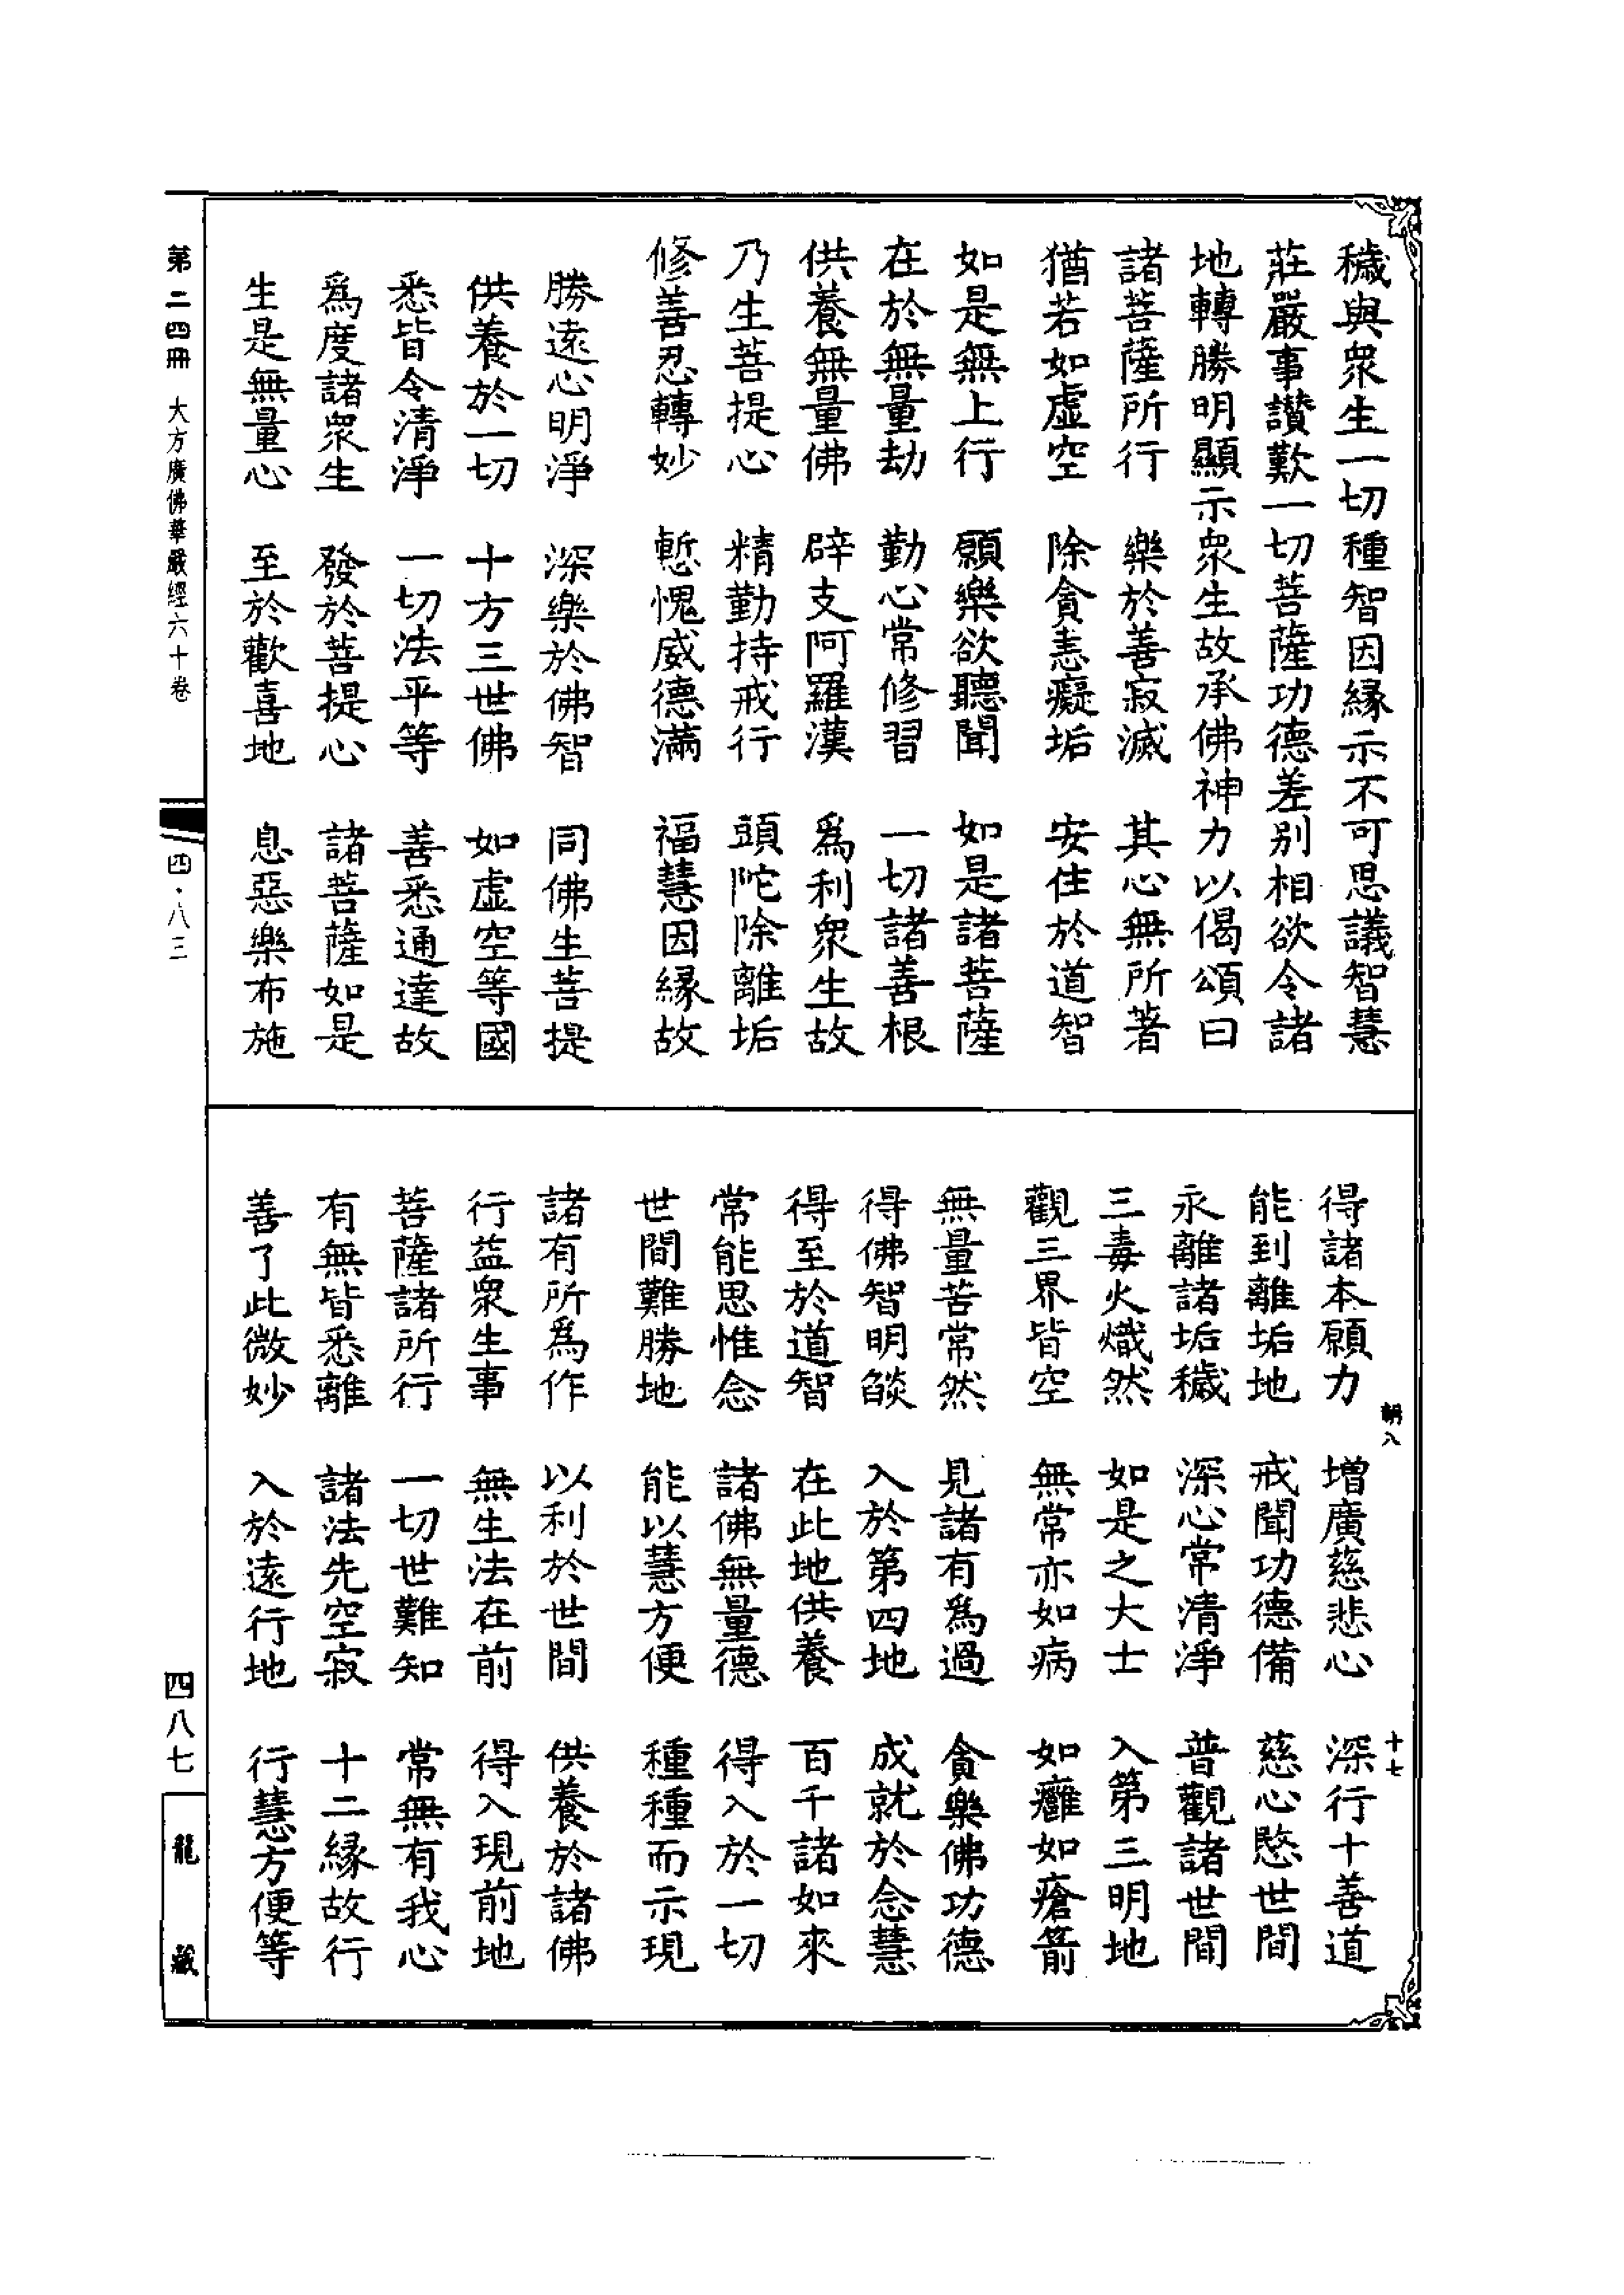 穢與衆生一切種智因緣示不可思議智慧
莊嚴事讚歎一切菩薩功德差别相欲令諸
地轉勝明顯示衆生故承佛神力以偈頌曰
諸菩薩所行　樂於善寂滅　其心無所著
猶若如虛空　除貪恚癡垢　安住於道智
如是無上行　願樂欲聽聞　如是諸菩薩
在於無量劫　勤心常修習　一切諸善根
供養無量佛　辟支阿羅漢　爲利衆生故
乃生菩提心　精勤持戒行　頭陀除離垢
修善忍轉妙　慙愧威德滿　福慧因緣故
勝遠心明淨　深樂於佛智　同佛生菩提
供養於一切　十方三世佛　如虛空等國
悉皆令清淨　一切法平等　善悉通達故
爲度諸衆生　發於菩提心　諸菩薩如是
生是無量心　至於歡喜地　息惡樂布施
得諸本願力　增廣慈悲心　深行十善道
能到離垢地　戒聞功德備　慈心愍世間
永離諸垢穢　深心常清淨　普觀諸世間
三毒火熾然　如是之大士　入第三明地
觀三界皆空　無常亦如病　如癰如瘡箭
無量苦常然　見諸有爲過　貪樂佛功德
得佛智明燄　入於第四地　成就於念慧
得至於道智　在此地供養　百千諸如來
常能思惟念　諸佛無量德　得入於一切
世間難勝地　能以慧方便　種種而示現
諸有所爲作　以利於世間　供養於諸佛
行益衆生事　無生法在前　得入現前地
菩薩諸所行　一切世難知　常無有我心
有無皆悉離　諸法先空寂　十二緣故行
善了此微妙　入於遠行地　行慧方便等
朝八　十七
第二四冊　大方廣佛華嚴經六十卷
四·八三
四八七
龍藏